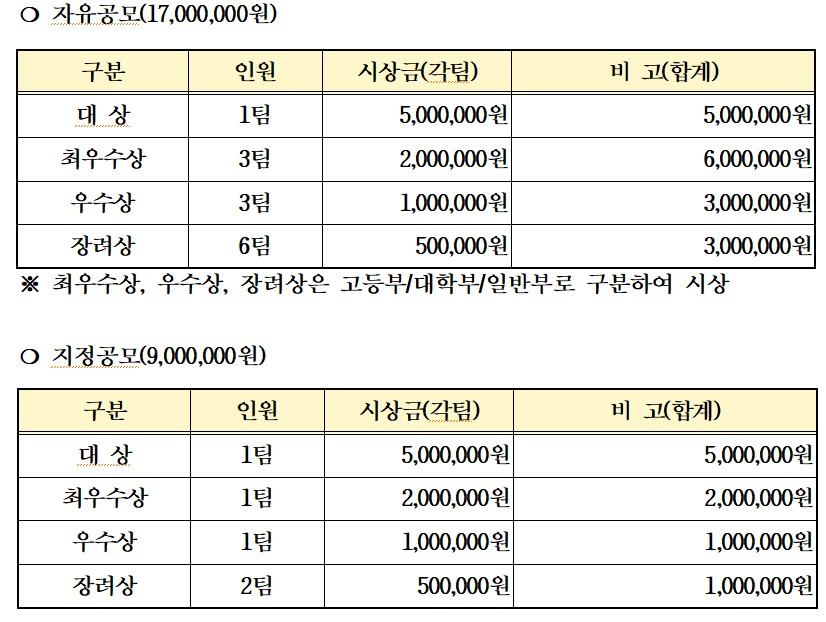 ❍ 자유공모(17,000,000원)
구분 인원 시상금(각팀) 비 고(합계)
대 상 1팀 5,000,000원 5,000,000원
최우수상 3팀 2,000,000원 6,000,000원
우수상 3팀 1,000,000원 3,000,000원
장려상 6팀 500,000원 3,000,000원
※ 최우수상, 우수상, 장려상은 고등부/대학부/일반부로 구분하여 시상
❍ 지정공모(9,000,000원)
구분 인원 시상금(각팀) 비 고(합계)
대 상 1팀 5,000,000원 5,000,000원
최우수상 1팀 2,000,000원 2,000,000원
우수상 1팀 1,000,000원 1,000,000원
장려상 2팀 500,000원 1,000,000원